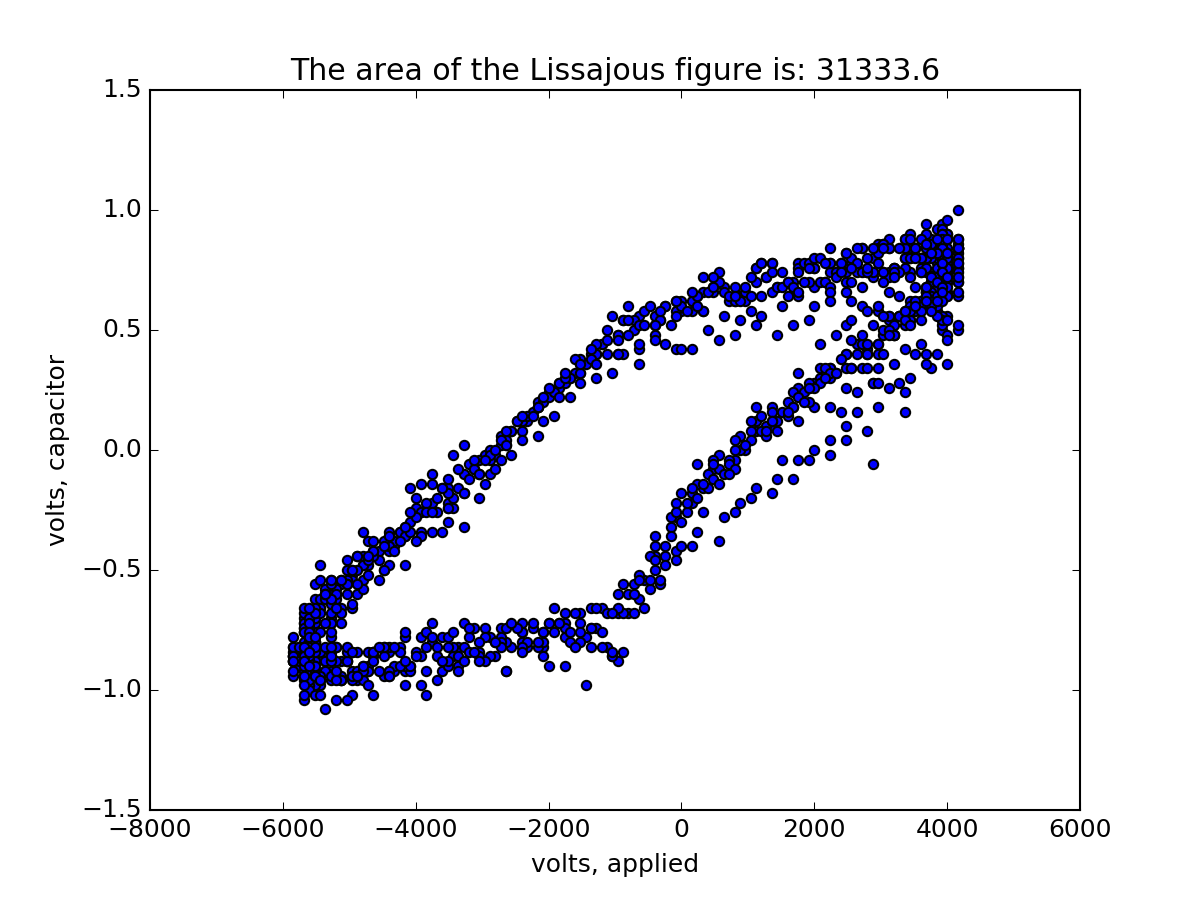 The area of the Lissajous figure is: 31333.6
1.5
1.0
0.5
0.0
−0.5
−1.0
−1.5
volts, capacitor
−8000 −6000 −4000 −2000 0 2000 4000 6000
volts, applied